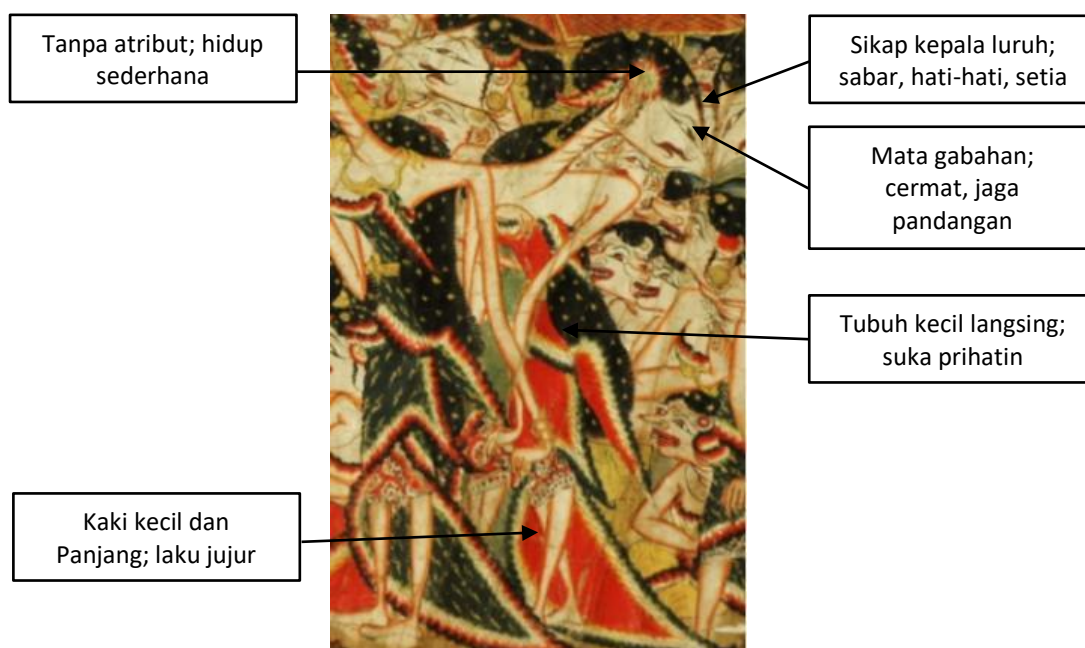 Tanpa atribut; hidup
sederhana
Sikap kepala luruh;
sabar, hati-hati, setia
Mata gabahan;
cermat, jaga
pandangan
Tubuh kecil langsing;
suka prihatin
Kaki kecil dan
Panjang; laku jujur